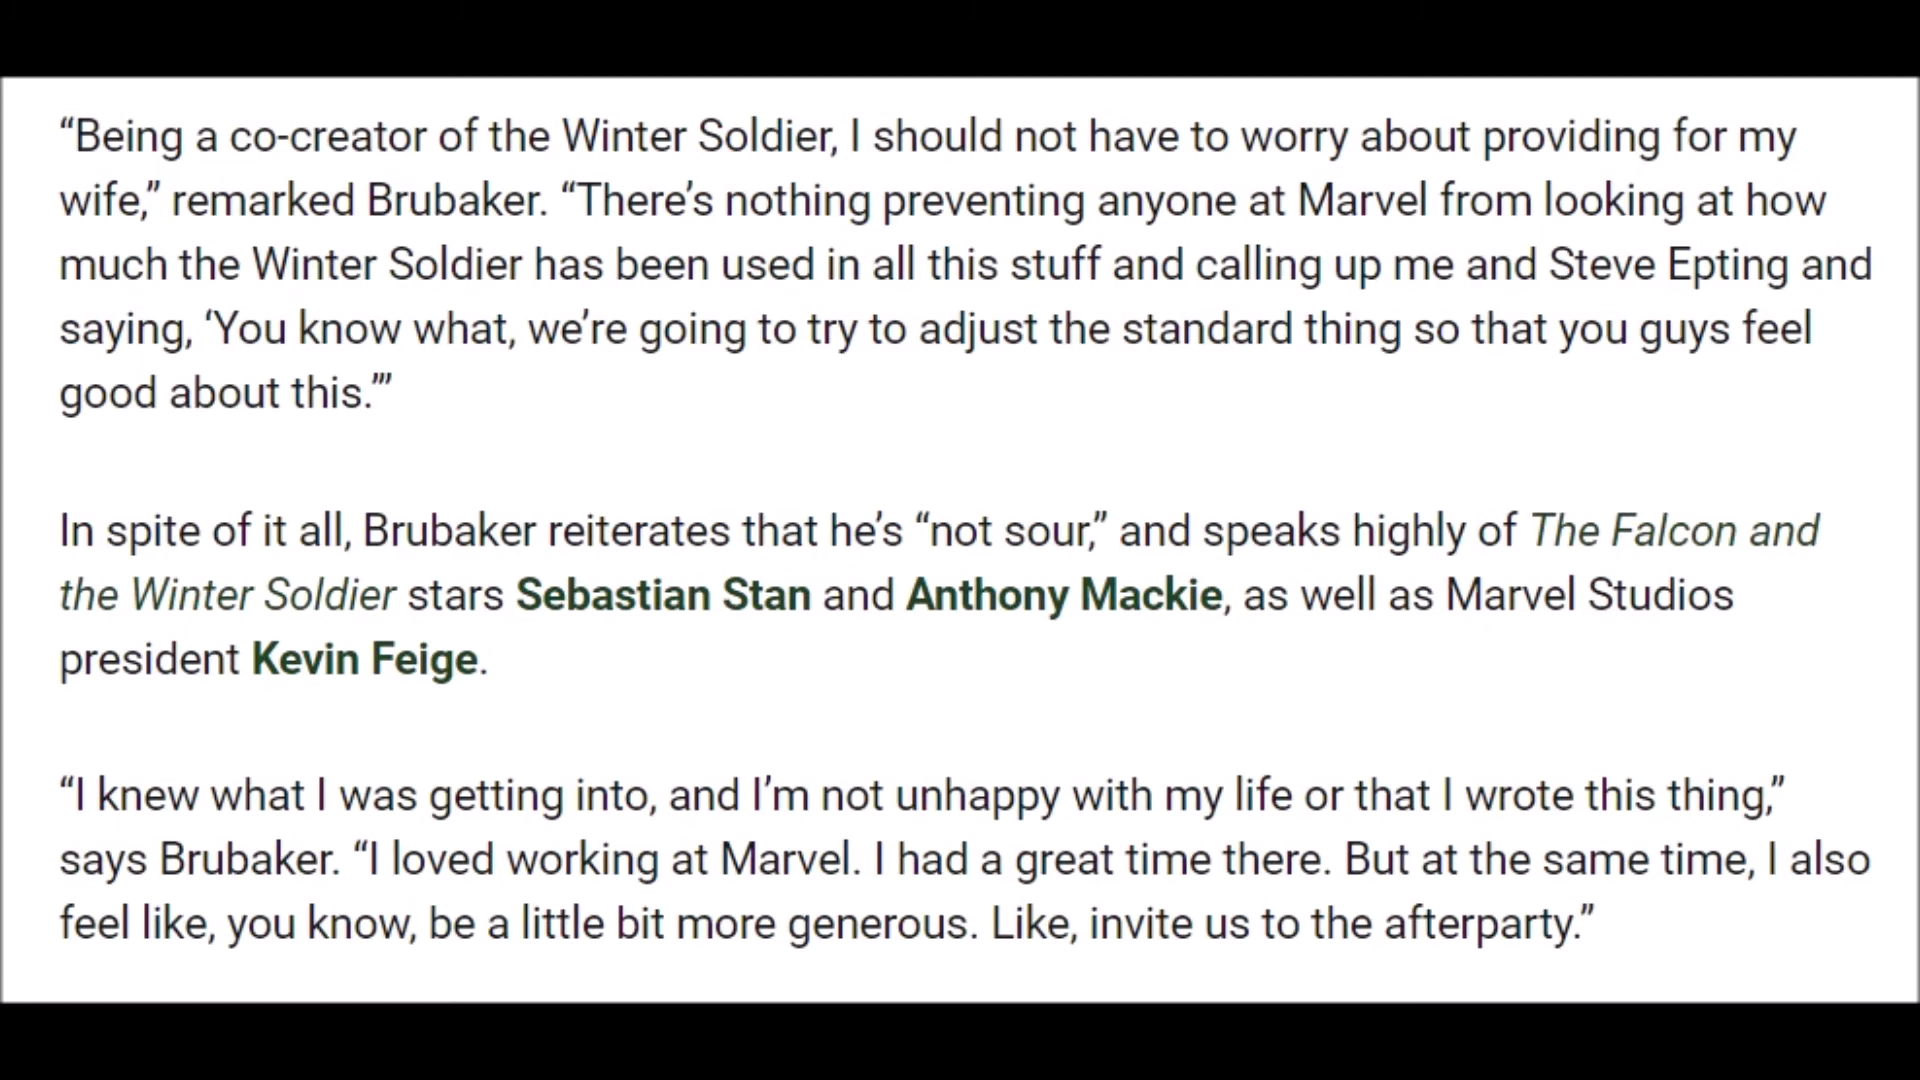 “Being a co-creator of the Winter Soldier, I should not have to worry about providing for my
wife,” remarked Brubaker. “There’s nothing preventing anyone at Marvel from looking at how
much the Winter Soldier has been used in all this stuff and calling up me and Steve Epting and
saying, ‘You know what, we’re going to try to adjust the standard thing so that you guys feel
good about this.’”
In spite of it all, Brubaker reiterates that he’s “not sour,” and speaks highly of The Falcon and
the Winter Soldier stars Sebastian Stan and Anthony Mackie, as well as Marvel Studios
president Kevin Feige.
“I knew what I was getting into, and I’m not unhappy with my life or that I wrote this thing,”
says Brubaker. “I loved working at Marvel. I had a great time there. But at the same time, I also
feel like, you know, be a little bit more generous. Like, invite us to the afterparty.”